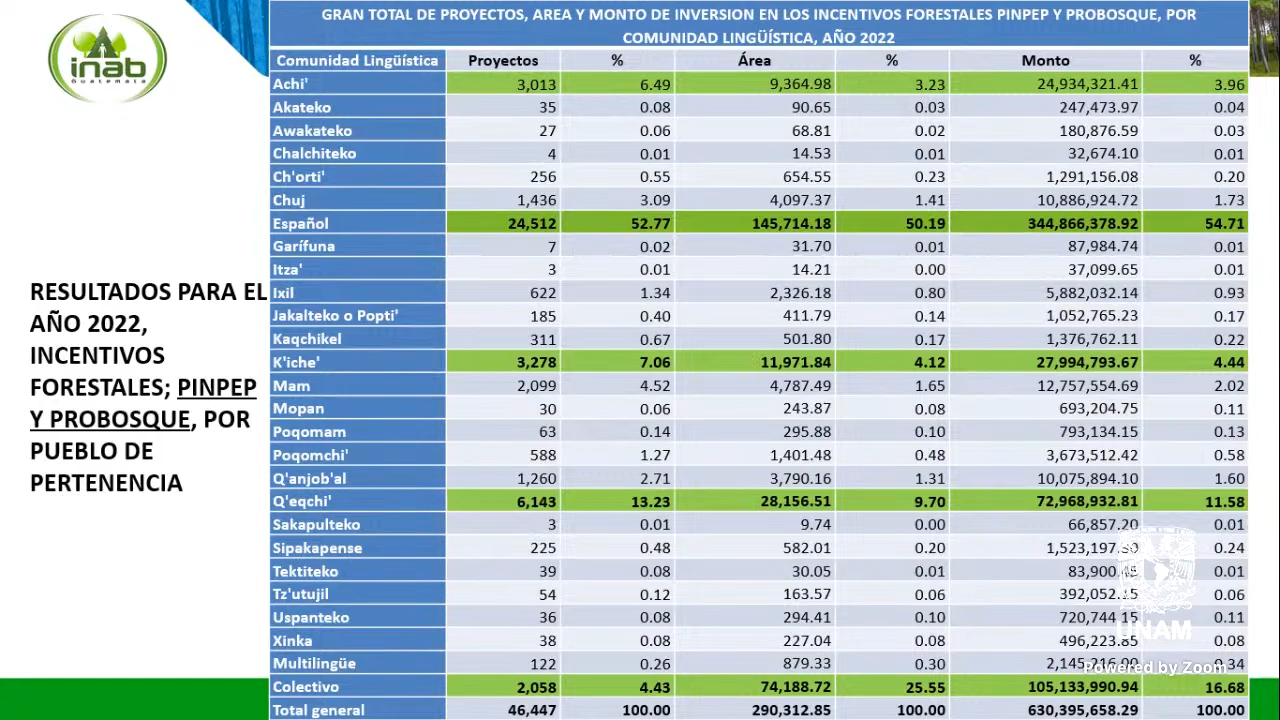 inab
Guatemala
RESULTADOS PARA EL
AÑO 2022,
INCENTIVOS
FORESTALES; PINPEP
Y PROBOSQUE, POR
PUEBLO DE
PERTENENCIA
GRAN TOTAL DE PROYECTOS, AREA Y MONTO DE INVERSION EN LOS INCENTIVOS FORESTALES PINPEP Y PROBOSQUE, POR
COMUNIDAD LINGÜÍSTICA, AÑO 2022
Comunidad Lingüística Proyectos % Área % Monto %
Achi' 3,013 6.49 9,364.98 3.23 24,934,321.41 3.96
Akateko 35 0.08 90.65 0.03 247,473.97 0.04
Awakateko 27 0.06 68.81 0.02 180,876.59 0.03
Chalchiteko 4 0.01 14.53 0.01 32,674.10 0.01
Ch'orti' 256 0.55 654.55 0.23 1,291,156.08 0.20
Chuj 1,436 3.09 4,097.37 1.41 10,886,924.72 1.73
Español 24,512 52.77 145,714.18 50.19 344,866,378.92 54.71
Garífuna 7 0.02 31.70 0.01 87,984.74 0.01
Itza' 3 0.01 14.21 0.00 37,099.65 0.01
Ixil 622 1.34 2,326.18 0.80 5,882,032.14 0.93
Jakalteko o Popti' 185 0.40 411.79 0.14 1,052,765.23 0.17
Kaqchikel 311 0.67 501.80 0.17 1,376,762.11 0.22
K'iche' 3,278 7.06 11,971.84 4.12 27,994,793.67 4.44
Mam 2,099 4.52 4,787.49 1.65 12,757,554.69 2.02
Mopan 30 0.06 243.87 0.08 693,204.75 0.11
Poqomam 63 0.14 295.88 0.10 793,134.15 0.13
Poqomchi' 588 1.27 1,401.48 0.48 3,673,512.42 0.58
Q'anjob'al 1,260 2.71 3,790.16 1.31 10,075,894.10 1.60
Q'eqchi' 6,143 13.23 28,156.51 9.70 72,968,932.81 11.58
Sakapulteko 3 0.01 9.74 0.00 66,857.20 0.01
Sipakapense 225 0.48 582.01 0.20 0.24
Tektiteko 39 0.08 30.05 0.01 0.01
Tz'utujil 54 0.12 163.57 0.06 0.06
Uspanteko 36 0.08 294.41 0.10 720,744.15 0.11
Xinka 38 0.08 227.04 0.08 496,223.85 0.08
Multilingüe 122 0.26 879.33 0.30 0.34
Colectivo 2,058 4.43 74,188.72 25.55 105,133,990.94 16.68
Total general 46,447 100.00 290,312.85 100.00 630,395,658.29 100.00
UNAM
Powered by Zoom